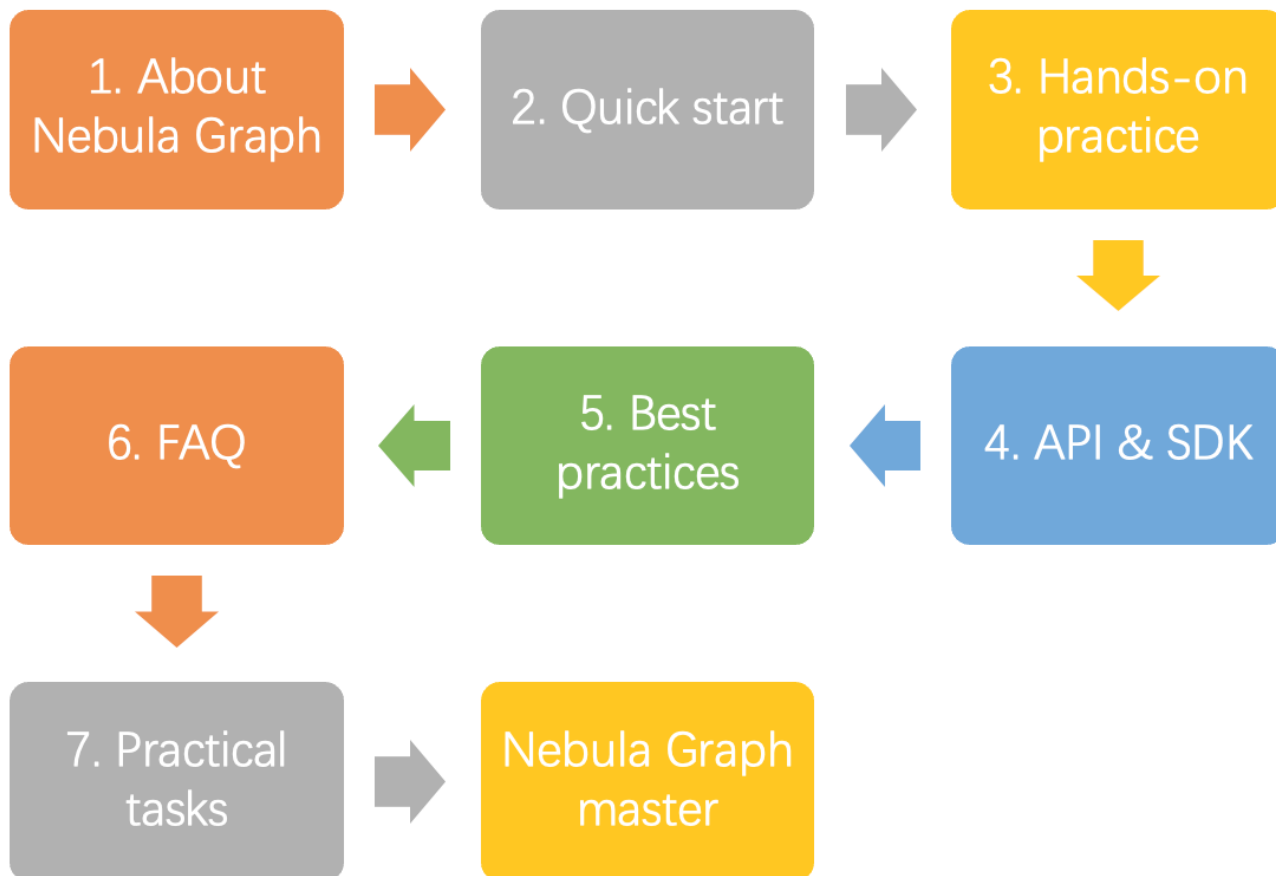 1. About
Nebula Graph
2. Quick start
3. Hands-on
practice
4. API & SDK
5. Best
practices
6. FAQ
7. Practical
tasks
Nebula Graph
master